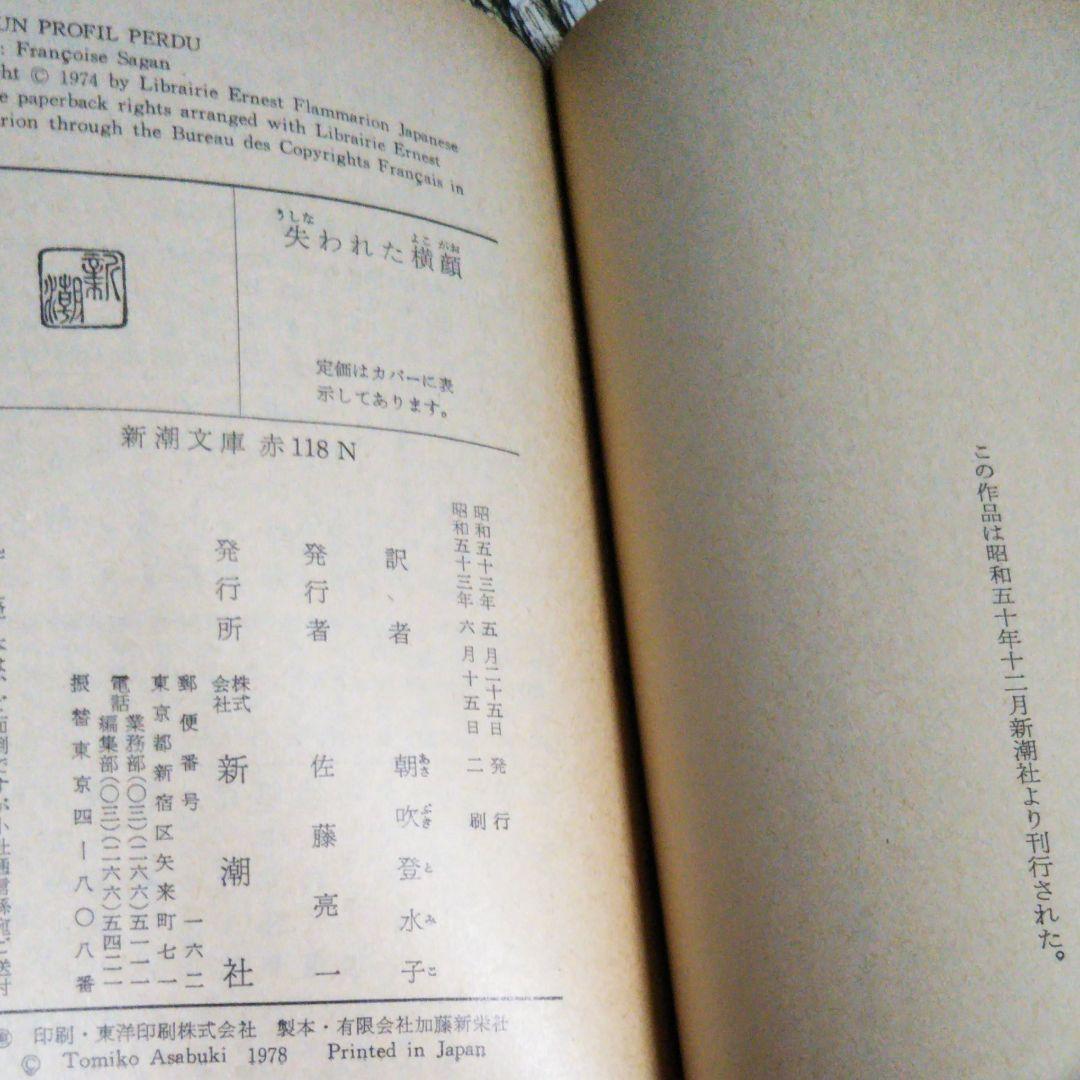 この作品は昭和五十年十二月新潮社より刊行された。
UN PROFIL PERDU
: Françoise Sagan
ght © 1974 by Librairie Ernest Flammarion Japanese
e paperback rights arranged with Librairie Ernest
rion through the Bureau des Copyrights Français in
うしな
よこ がお
失われた横顔
新潮
定価はカバーに表
示してあります。
新潮文庫 赤118N
昭和五十三年五月二十五日発行
昭和五十三年六月十五日二刷
訳者 朝吹登水子
あさ ぶき と み こ
発行者 佐藤亮一
発行所 株式会社 新潮社
郵便番号 一六二
東京都新宿区矢来町七一
電話 業務部(〇三)(二六六)五一一一
編集部(〇三)(二六六)五四二一
振替東京四―八〇八番
印刷・東洋印刷株式会社 製本・有限会社加藤新栄社
© Tomiko Asabuki 1978 Printed in Japan